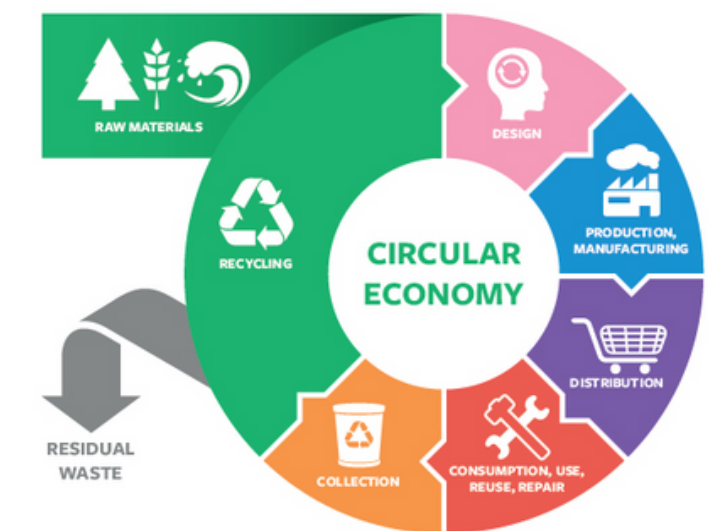 RAW MATERIALS
DESIGN
PRODUCTION,
MANUFACTURING
RECYCLING
CIRCULAR
ECONOMY
DISTRIBUTION
RESIDUAL
WASTE
COLLECTION
CONSUMPTION, USE,
REUSE, REPAIR